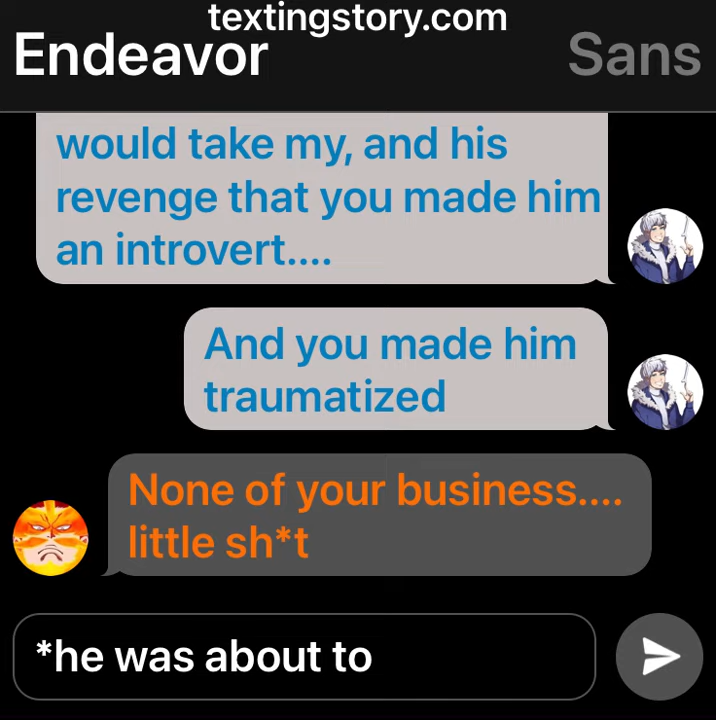 textingstory.com
Endeavor
Sans
would take my, and his
revenge that you made him
an introvert....
And you made him
traumatized
None of your business....
little sh*t
*he was about to